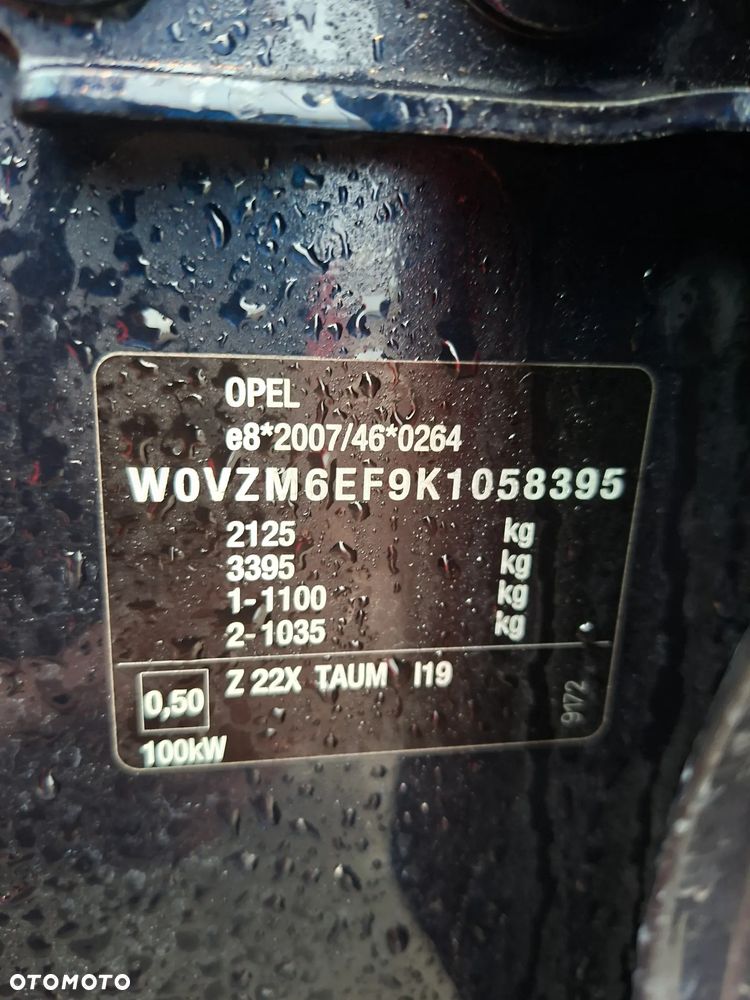 OPEL
e8*2007/46*0264
W0VZM6EF9K1058395
2125 kg
3395 kg
1-1100 kg
2-1035 kg
0,50 Z 22X TAUM I19
100kW
9172
OTOMOTO